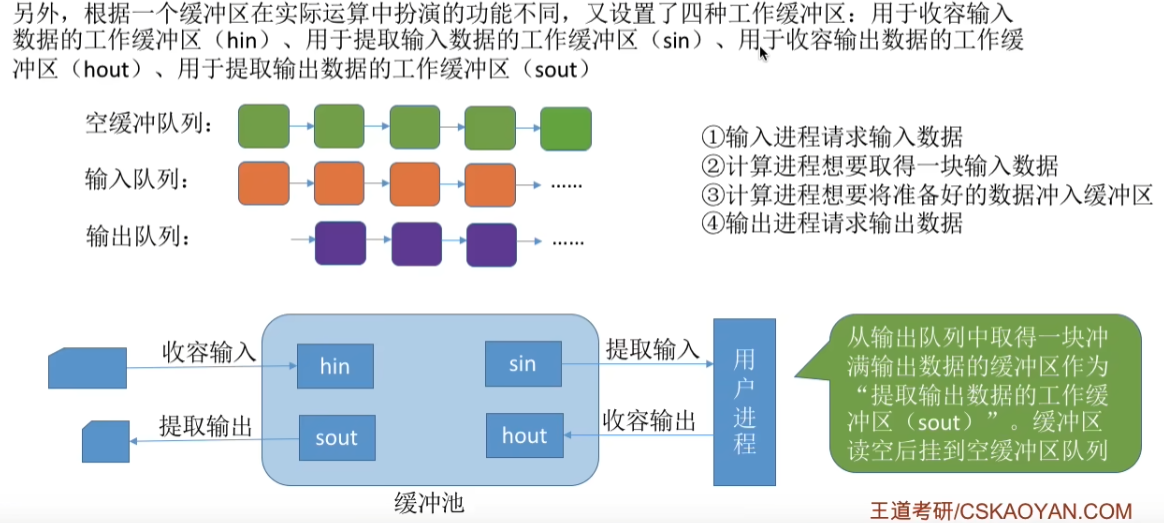 另外，根据一个缓冲区在实际运算中扮演的功能不同，又设置了四种工作缓冲区：用于收容输入
数据的工作缓冲区（hin）、用于提取输入数据的工作缓冲区（sin）、用于收容输出数据的工作缓
冲区（hout）、用于提取输出数据的工作缓冲区（sout）
空缓冲队列：
输入队列：
......
输出队列：
......
①输入进程请求输入数据
②计算进程想要取得一块输入数据
③计算进程想要将准备好的数据冲入缓冲区
④输出进程请求输出数据
收容输入
hin
sin
提取输入
提取输出
sout
hout
收容输出
用户进程
缓冲池
从输出队列中取得一块冲
满输出数据的缓冲区作为
“提取输出数据的工作缓
冲区（sout）”。缓冲区
读空后挂到空缓冲区队列
王道考研/CSKAOYAN.COM